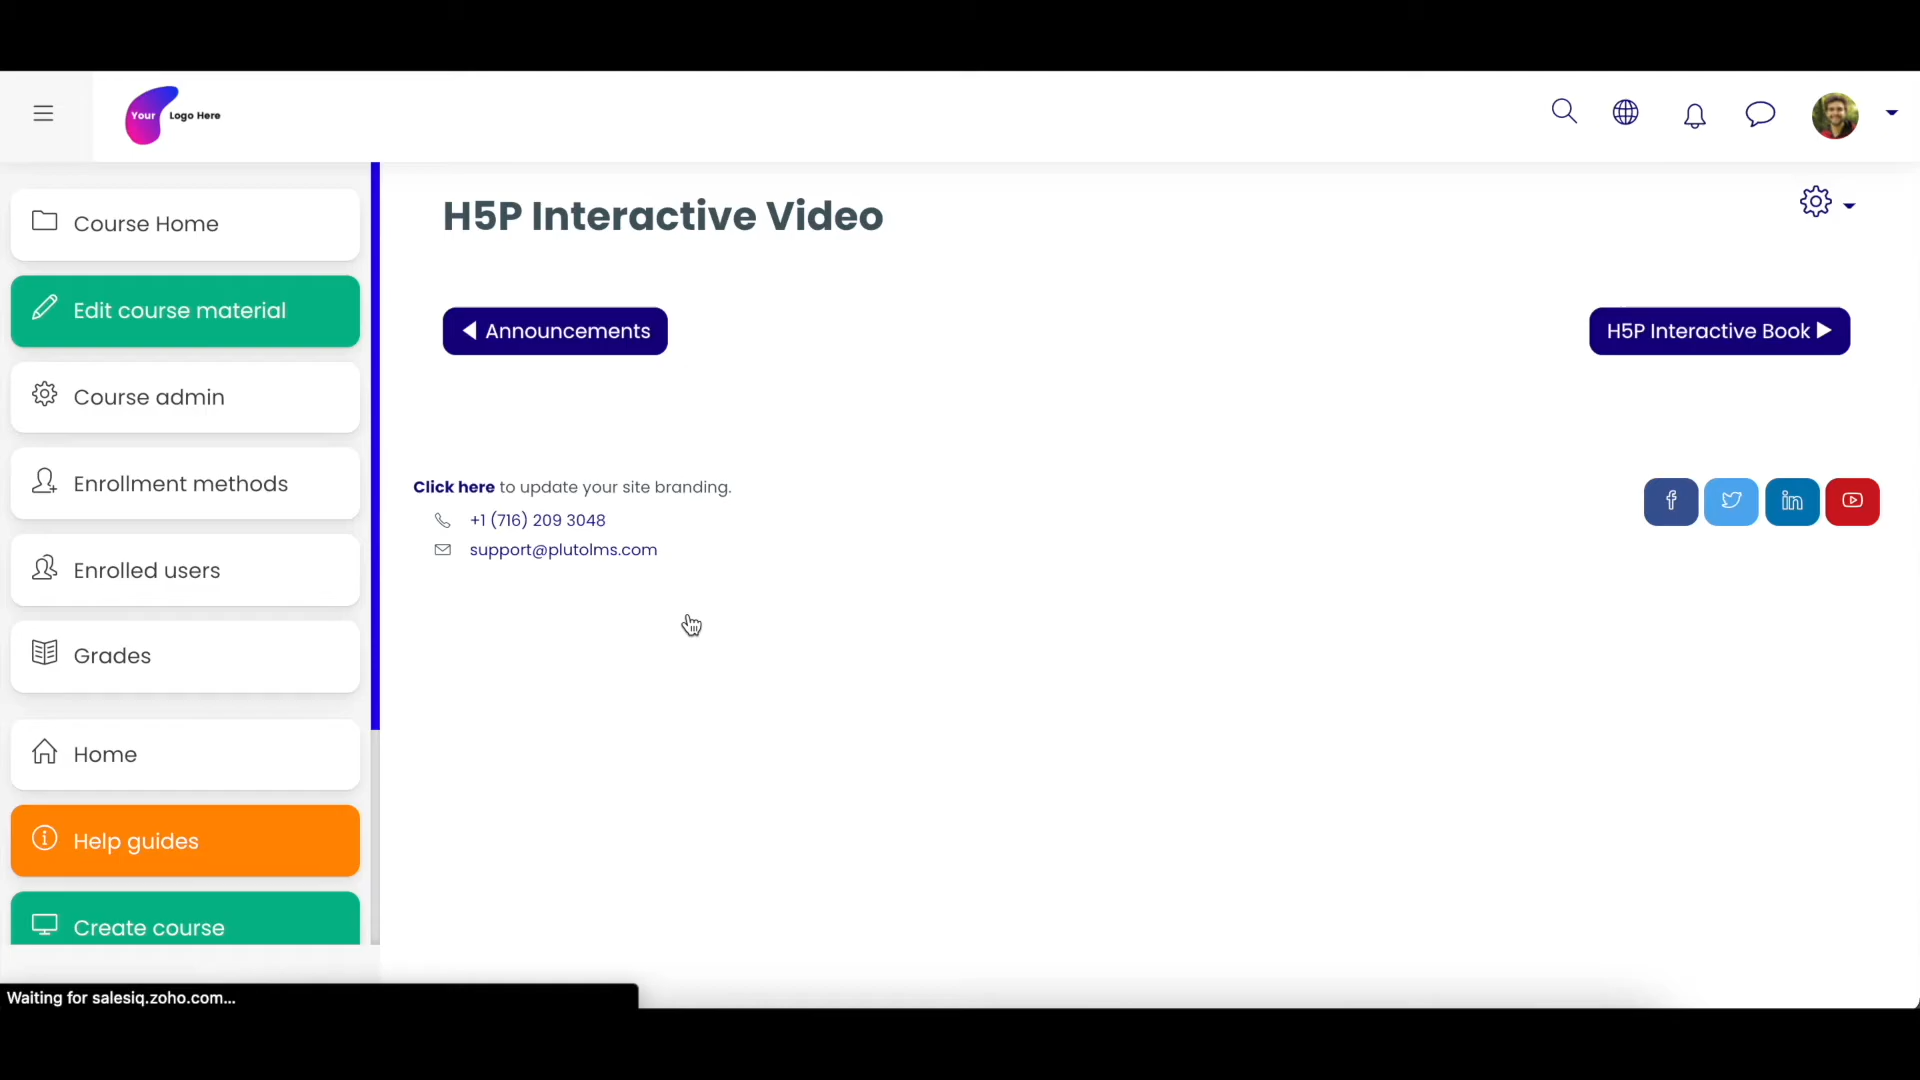 Your Logo Here
Course Home
Edit course material
Course admin
Enrollment methods
Enrolled users
Grades
Home
Help guides
Create course
H5P Interactive Video
◀ Announcements
H5P Interactive Book ▶
Click here to update your site branding.
+1 (716) 209 3048
support@plutolms.com
Waiting for salesiq.zoho.com...